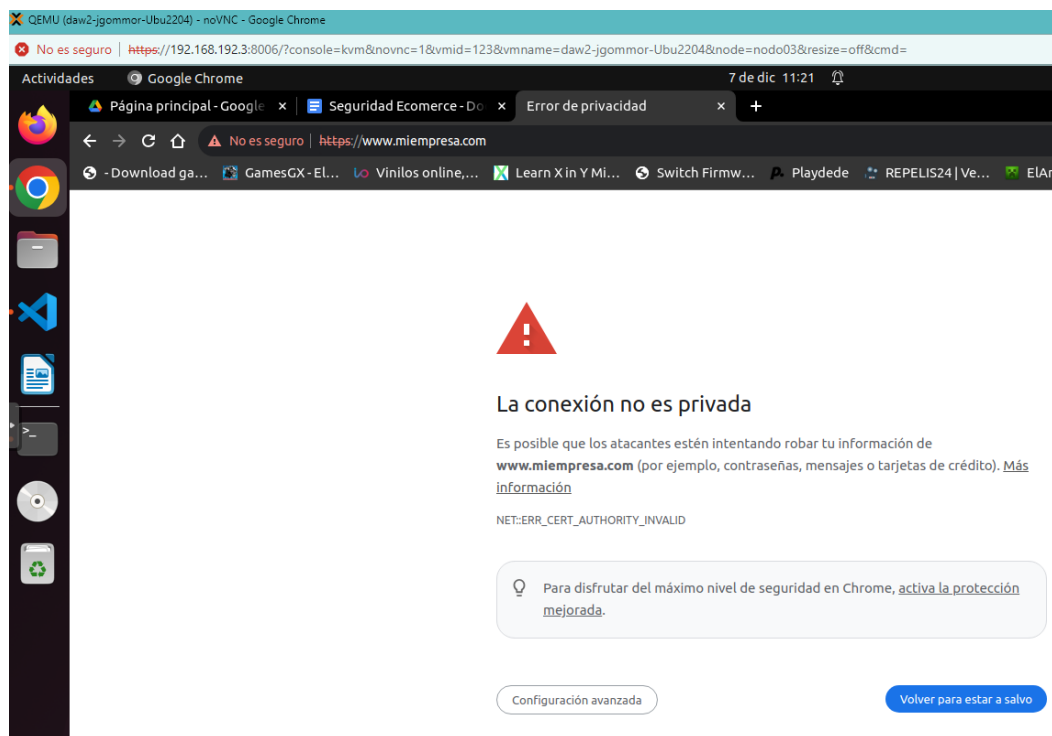 QEMU (daw2-jgommor-Ubu2204) - noVNC - Google Chrome
No es seguro | https://192.168.192.3:8006/?console=kvm&novnc=1&vmid=123&vmname=daw2-jgommor-Ubu2204&node=nodo03&resize=off&cmd=
Actividades Google Chrome 7 de dic 11:21
Página principal - Google × Seguridad Ecomerce - Do × Error de privacidad × +
No es seguro | https://www.miempresa.com
- Download ga... GamesGX - El... Vinilos online,... Learn X in Y Mi... Switch Firmw... Playdede REPELIS24 | Ve... ElAr
La conexión no es privada
Es posible que los atacantes estén intentando robar tu información de
www.miempresa.com (por ejemplo, contraseñas, mensajes o tarjetas de crédito). Más
información
NET::ERR_CERT_AUTHORITY_INVALID
Para disfrutar del máximo nivel de seguridad en Chrome, activa la protección
mejorada.
Configuración avanzada Volver para estar a salvo